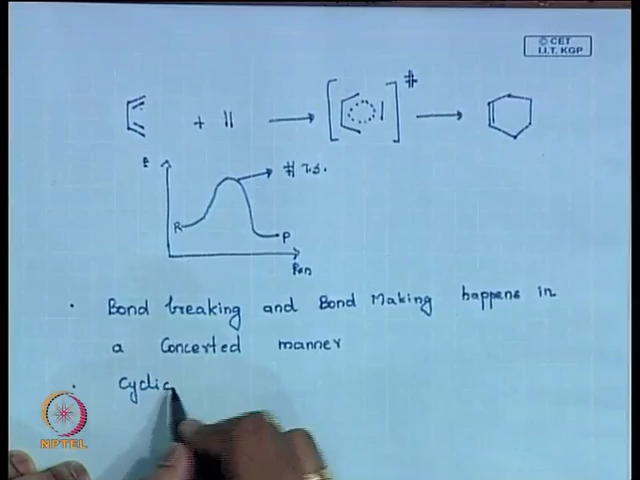 © CET
I.I.T. KGP
+
#
E
# T.S.
R
P
Rxn
Bond breaking and Bond Making happens in
a Concerted manner
Cyclic
NPTEL